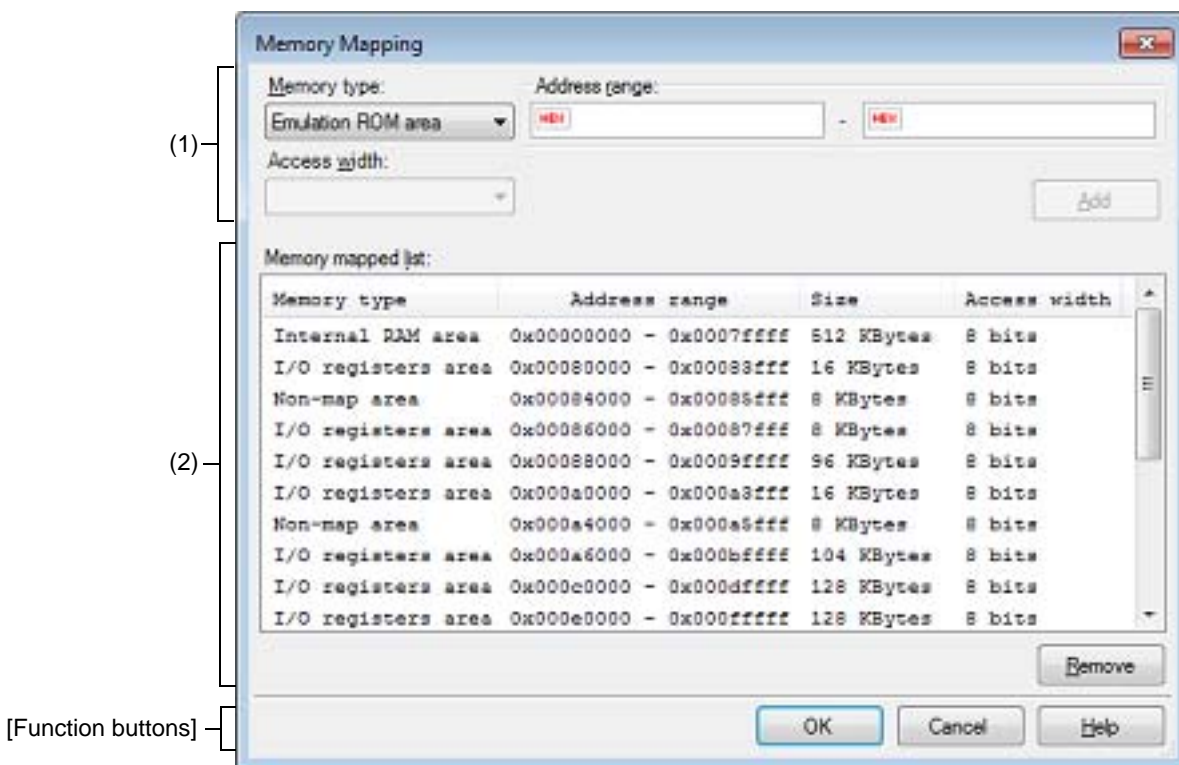 Memory Mapping
Memory type: Address range:
Emulation ROM area HEX - HEX
(1)
Access width:
Add
Memory mapped list:
Memory type Address range Size Access width
Internal RAM area 0x00000000 - 0x0007ffff 512 KBytes 8 bits
I/O registers area 0x00080000 - 0x00083fff 16 KBytes 8 bits
Non-map area 0x00084000 - 0x00085fff 8 KBytes 8 bits
I/O registers area 0x00086000 - 0x00087fff 8 KBytes 8 bits
(2)
I/O registers area 0x00088000 - 0x0009ffff 96 KBytes 8 bits
I/O registers area 0x000a0000 - 0x000a3fff 16 KBytes 8 bits
Non-map area 0x000a4000 - 0x000a5fff 8 KBytes 8 bits
I/O registers area 0x000a6000 - 0x000bffff 104 KBytes 8 bits
I/O registers area 0x000c0000 - 0x000dffff 128 KBytes 8 bits
I/O registers area 0x000e0000 - 0x000fffff 128 KBytes 8 bits
Remove
[Function buttons]
OK Cancel Help